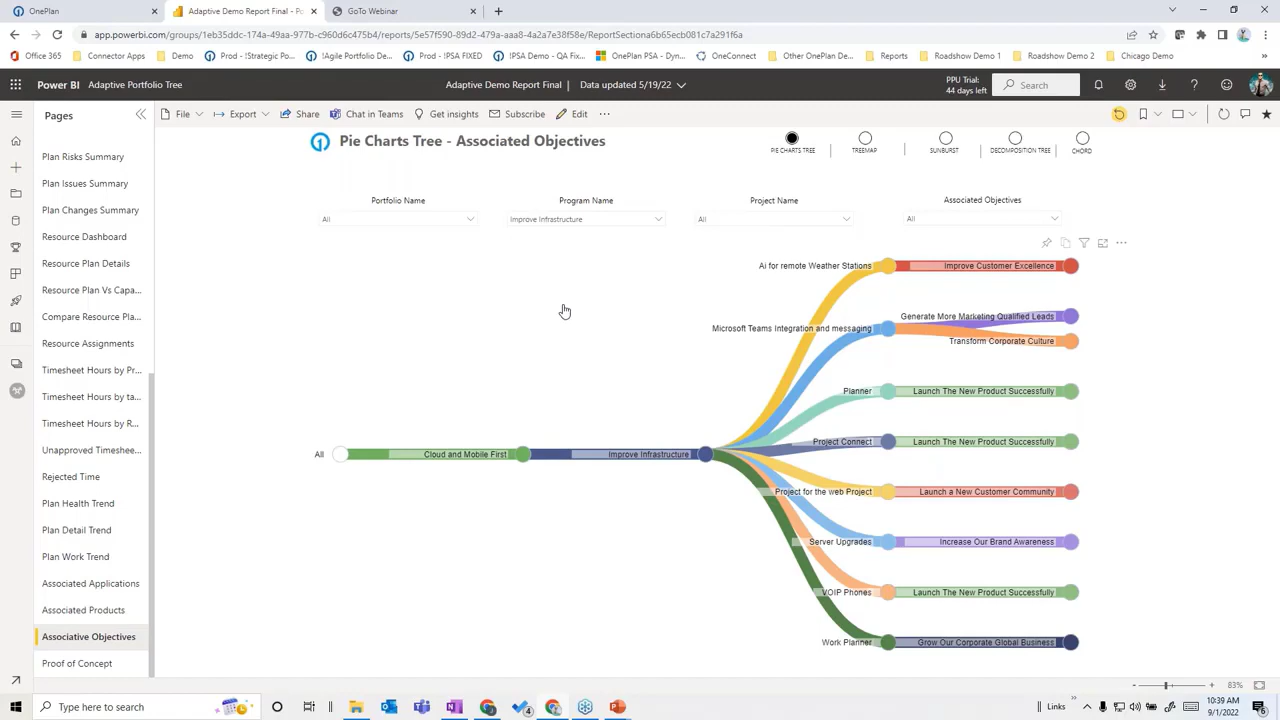 OnePlan
Adaptive Demo Report Final - Po
GoTo Webinar
app.powerbi.com/groups/1eb35ddc-174a-49aa-977b-c960d6c475b4/reports/5e57f590-89d2-479a-aaa8-4a2a7e38f58e/ReportSectiona6b65ecb081c7a291f6a
Office 365
Connector Apps
Demo
Prod - !Strategic Po...
!Agile Portfolio De...
Prod - !PSA FIXED
!PSA Demo - QA Fix...
OnePlan PSA - Dyn...
OneConnect
Other OnePlan De...
Reports
Roadshow Demo 1
Roadshow Demo 2
Chicago Demo
»
Power BI
Adaptive Portfolio Tree
Adaptive Demo Report Final
Data updated 5/19/22
PPU Trial:
44 days left
Search
Pages
File
Export
Share
Chat in Teams
Get insights
Subscribe
Edit
Plan Risks Summary
Plan Issues Summary
Plan Changes Summary
Resource Dashboard
Resource Plan Details
Resource Plan Vs Capa...
Compare Resource Pla...
Resource Assignments
Timesheet Hours by Pr...
Timesheet Hours by ta...
Timesheet Hours by R...
Unapproved Timeshee...
Rejected Time
Plan Health Trend
Plan Detail Trend
Plan Work Trend
Associated Applications
Associated Products
Associative Objectives
Proof of Concept
Pie Charts Tree - Associated Objectives
PIE CHARTS TREE
TREEMAP
SUNBURST
DECOMPOSITION TREE
CHORD
Portfolio Name
Program Name
Project Name
Associated Objectives
All
Improve Infrastructure
All
All
Ai for remote Weather Stations
Improve Customer Excellence
Generate More Marketing Qualified Leads
Microsoft Teams Integration and messaging
Transform Corporate Culture
Planner
Launch The New Product Successfully
Project Connect
Launch The New Product Successfully
All
Cloud and Mobile First
Improve Infrastructure
Project for the web Project
Launch a New Customer Community
Server Upgrades
Increase Our Brand Awareness
VOIP Phones
Launch The New Product Successfully
Work Planner
Grow Our Corporate Global Business
83%
Type here to search
4
Links
10:39 AM
9/1/2022